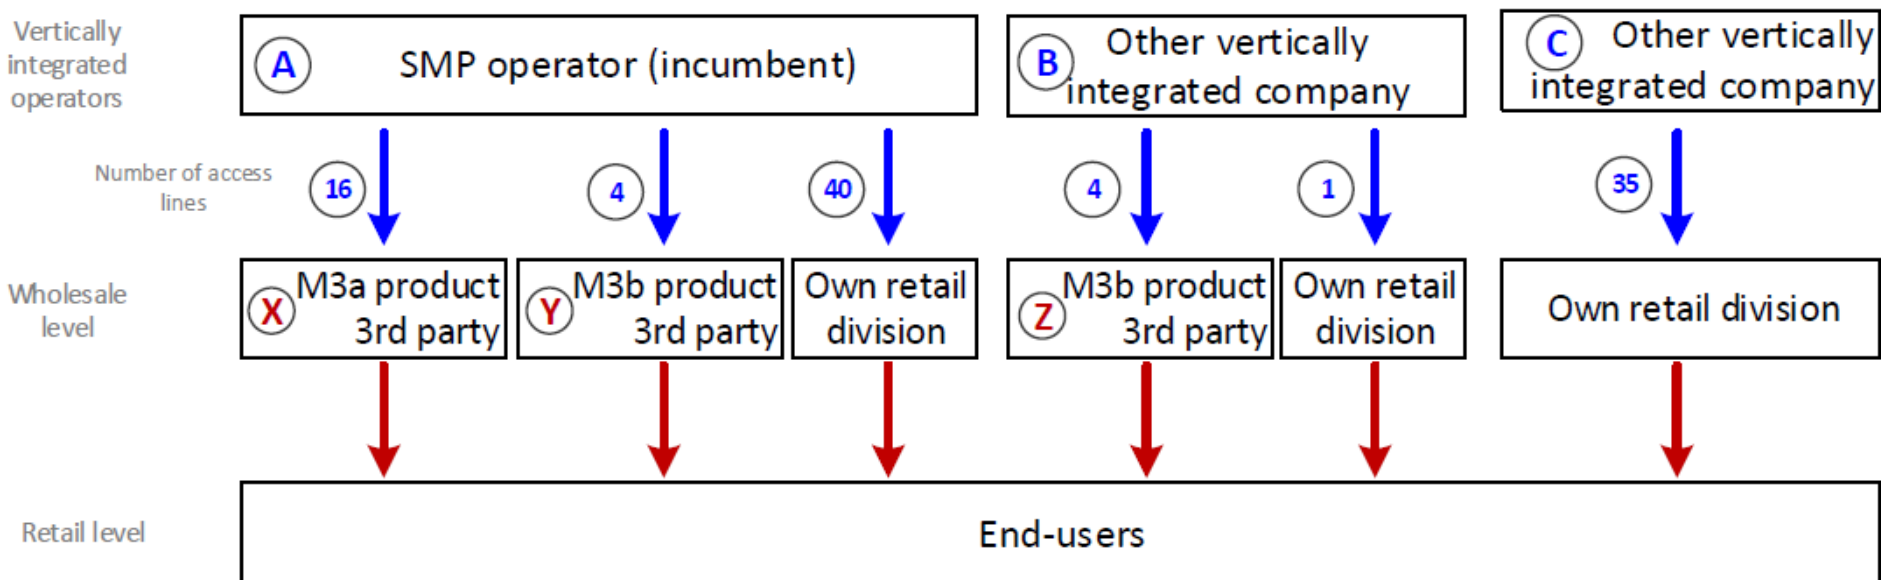 Vertically
integrated
operators
A
SMP operator (incumbent)
B
Other vertically
integrated company
C
Other vertically
integrated company
Number of access
lines
16
4
40
4
1
35
Wholesale
level
X
M3a product
3rd party
Y
M3b product
3rd party
Own retail
division
Z
M3b product
3rd party
Own retail
division
Own retail division
Retail level
End-users